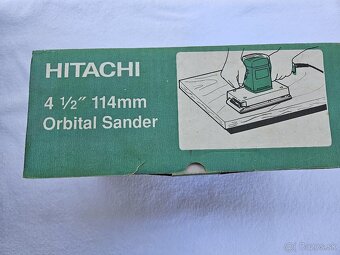 HITACHI
4 ½″ 114mm
Orbital Sander